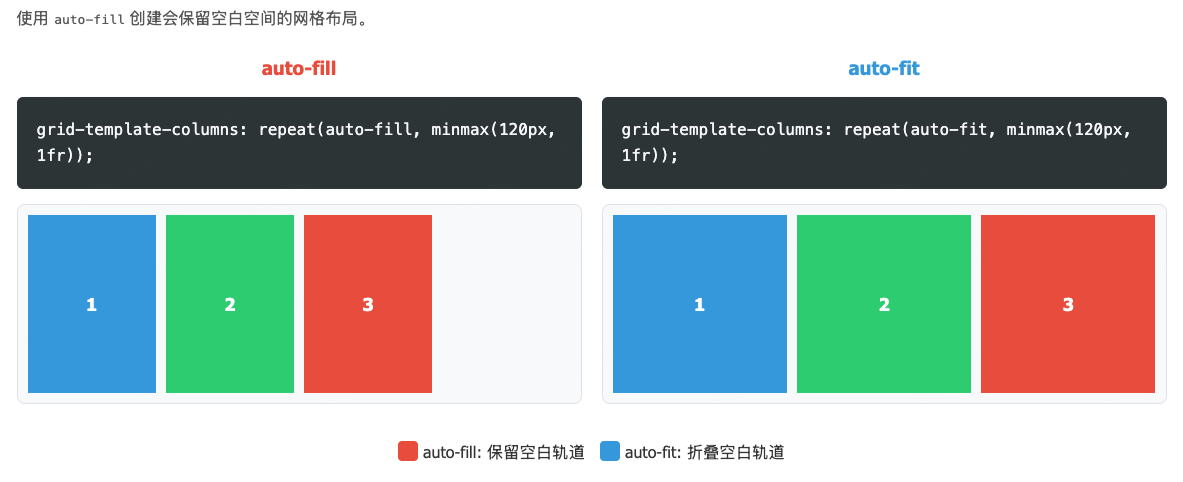 使用 auto-fill 创建会保留空白空间的网格布局。
auto-fill
grid-template-columns: repeat(auto-fill, minmax(120px,
1fr));
1
2
3
auto-fit
grid-template-columns: repeat(auto-fit, minmax(120px,
1fr));
1
2
3
auto-fill: 保留空白轨道
auto-fit: 折叠空白轨道